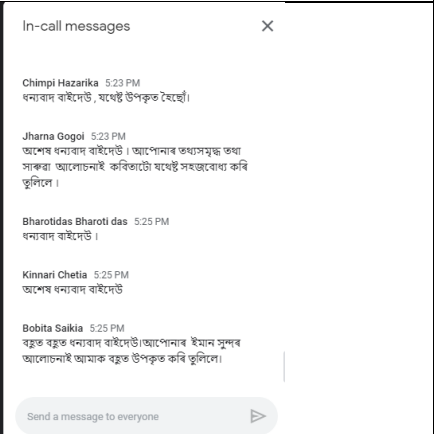 In-call messages
Chimpi Hazarika 5:23 PM
ধন্যবাদ বাইদেউ , যথেষ্ট উপকৃত হৈছোঁ।
Jharna Gogoi 5:23 PM
অশেষ ধন্যবাদ বাইদেউ । আপোনাৰ তথ্যসমৃদ্ধ তথা
সাৰুৱা আলোচনাই কবিতাটো যথেষ্ট সহজবোধ্য কৰি
তুলিলে ।
Bharotidas Bharoti das 5:25 PM
ধন্যবাদ বাইদেউ ।
Kinnari Chetia 5:25 PM
অশেষ ধন্যবাদ বাইদেউ
Bobita Saikia 5:25 PM
বহুত বহুত ধন্যবাদ বাইদেউ।আপোনাৰ ইমান সুন্দৰ
আলোচনাই আমাক বহুত উপকৃত কৰি তুলিলে।
Send a message to everyone